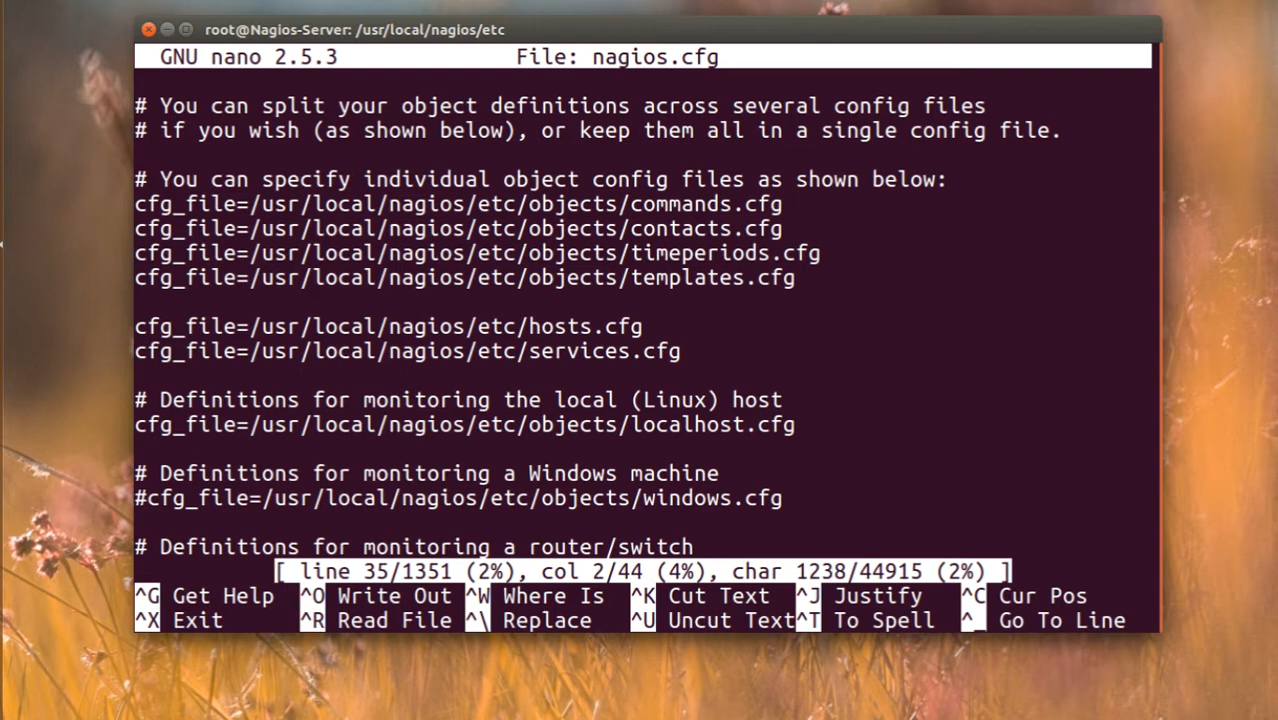 root@Nagios-Server: /usr/local/nagios/etc
GNU nano 2.5.3 File: nagios.cfg
# You can split your object definitions across several config files
# if you wish (as shown below), or keep them all in a single config file.
# You can specify individual object config files as shown below:
cfg_file=/usr/local/nagios/etc/objects/commands.cfg
cfg_file=/usr/local/nagios/etc/objects/contacts.cfg
cfg_file=/usr/local/nagios/etc/objects/timeperiods.cfg
cfg_file=/usr/local/nagios/etc/objects/templates.cfg
cfg_file=/usr/local/nagios/etc/hosts.cfg
cfg_file=/usr/local/nagios/etc/services.cfg
# Definitions for monitoring the local (Linux) host
cfg_file=/usr/local/nagios/etc/objects/localhost.cfg
# Definitions for monitoring a Windows machine
#cfg_file=/usr/local/nagios/etc/objects/windows.cfg
# Definitions for monitoring a router/switch
[ line 35/1351 (2%), col 2/44 (4%), char 1238/44915 (2%) ]
^G Get Help ^O Write Out ^W Where Is ^K Cut Text ^J Justify ^C Cur Pos
^X Exit ^R Read File ^\ Replace ^U Uncut Text ^T To Spell ^_ Go To Line